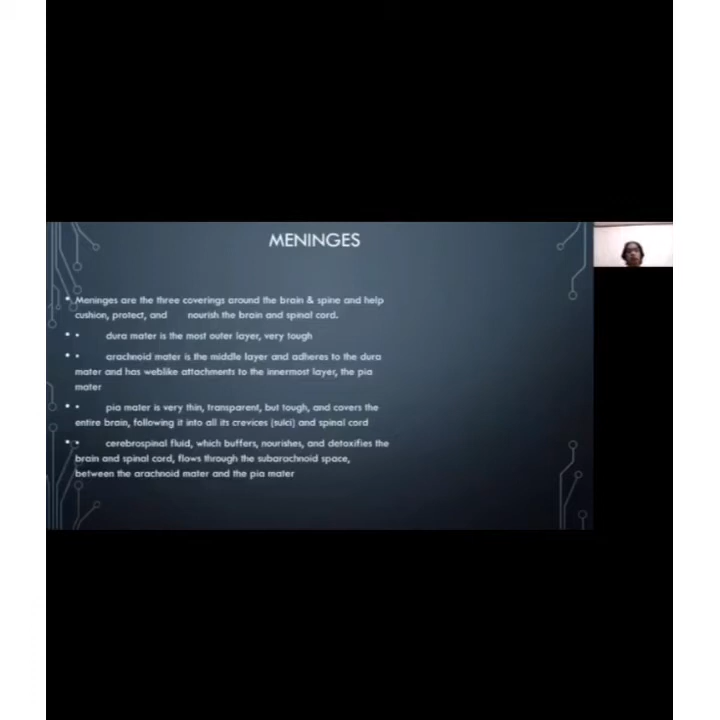 MENINGES
• Meninges are the three coverings around the brain & spine and help
cushion, protect, and nourish the brain and spinal cord.
• • dura mater is the most outer layer, very tough
• • arachnoid mater is the middle layer and adheres to the dura
mater and has weblike attachments to the innermost layer, the pia
mater
• • pia mater is very thin, transparent, but tough, and covers the
entire brain, following it into all its crevices (sulci) and spinal cord
• • cerebrospinal fluid, which buffers, nourishes, and detoxifies the
brain and spinal cord, flows through the subarachnoid space,
between the arachnoid mater and the pia mater